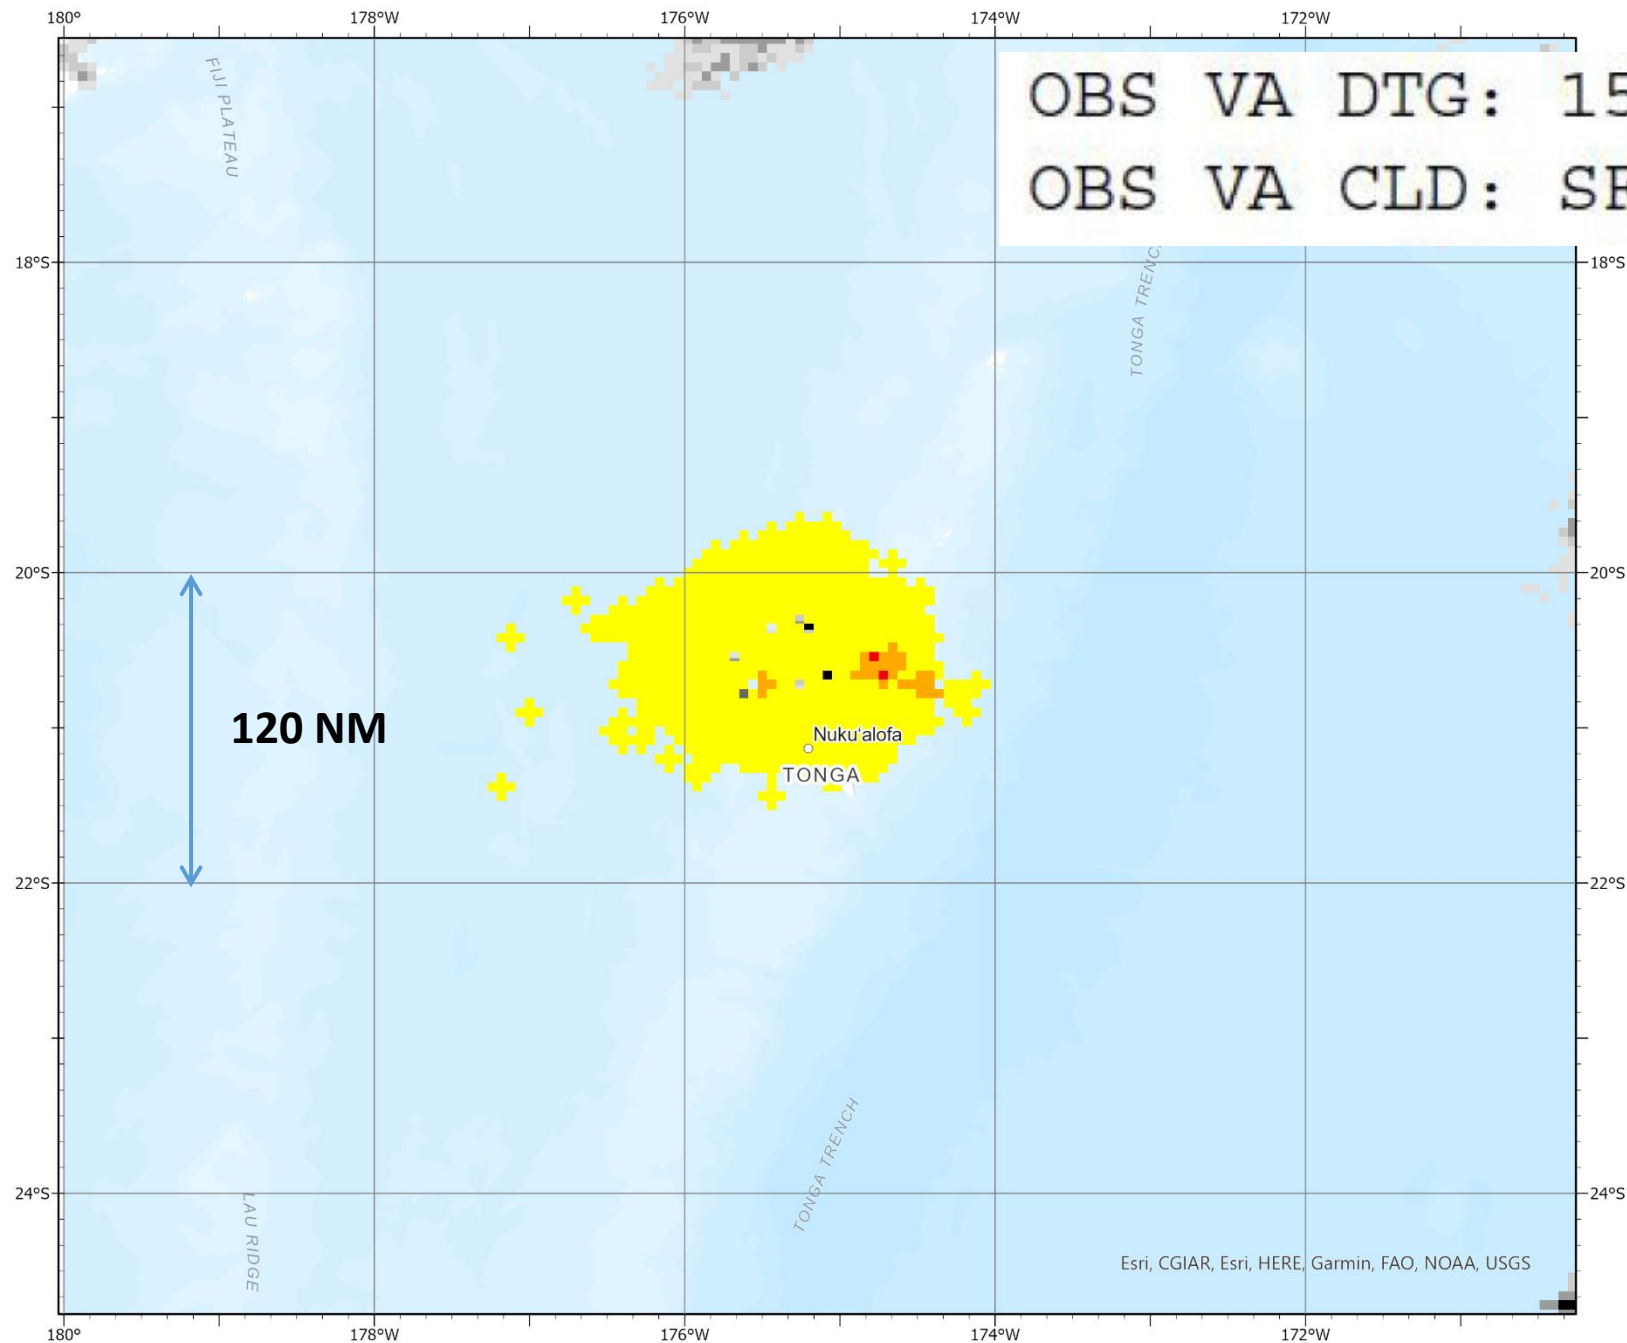 180° 178°W 176°W 174°W 172°W
FIJI PLATEAU
OBS VA DTG: 15
OBS VA CLD:
18°S 18°S
TONGA TRENC
20°S 20°S
120 NM
Nuku'alofa
TONGA
22°S 22°S
TONGA TRENCH
24°S 24°S
LAU RIDGE
Esri, CGIAR, Esri, HERE, Garmin, FAO, NOAA, USGS
180° 178°W 176°W 174°W 172°W